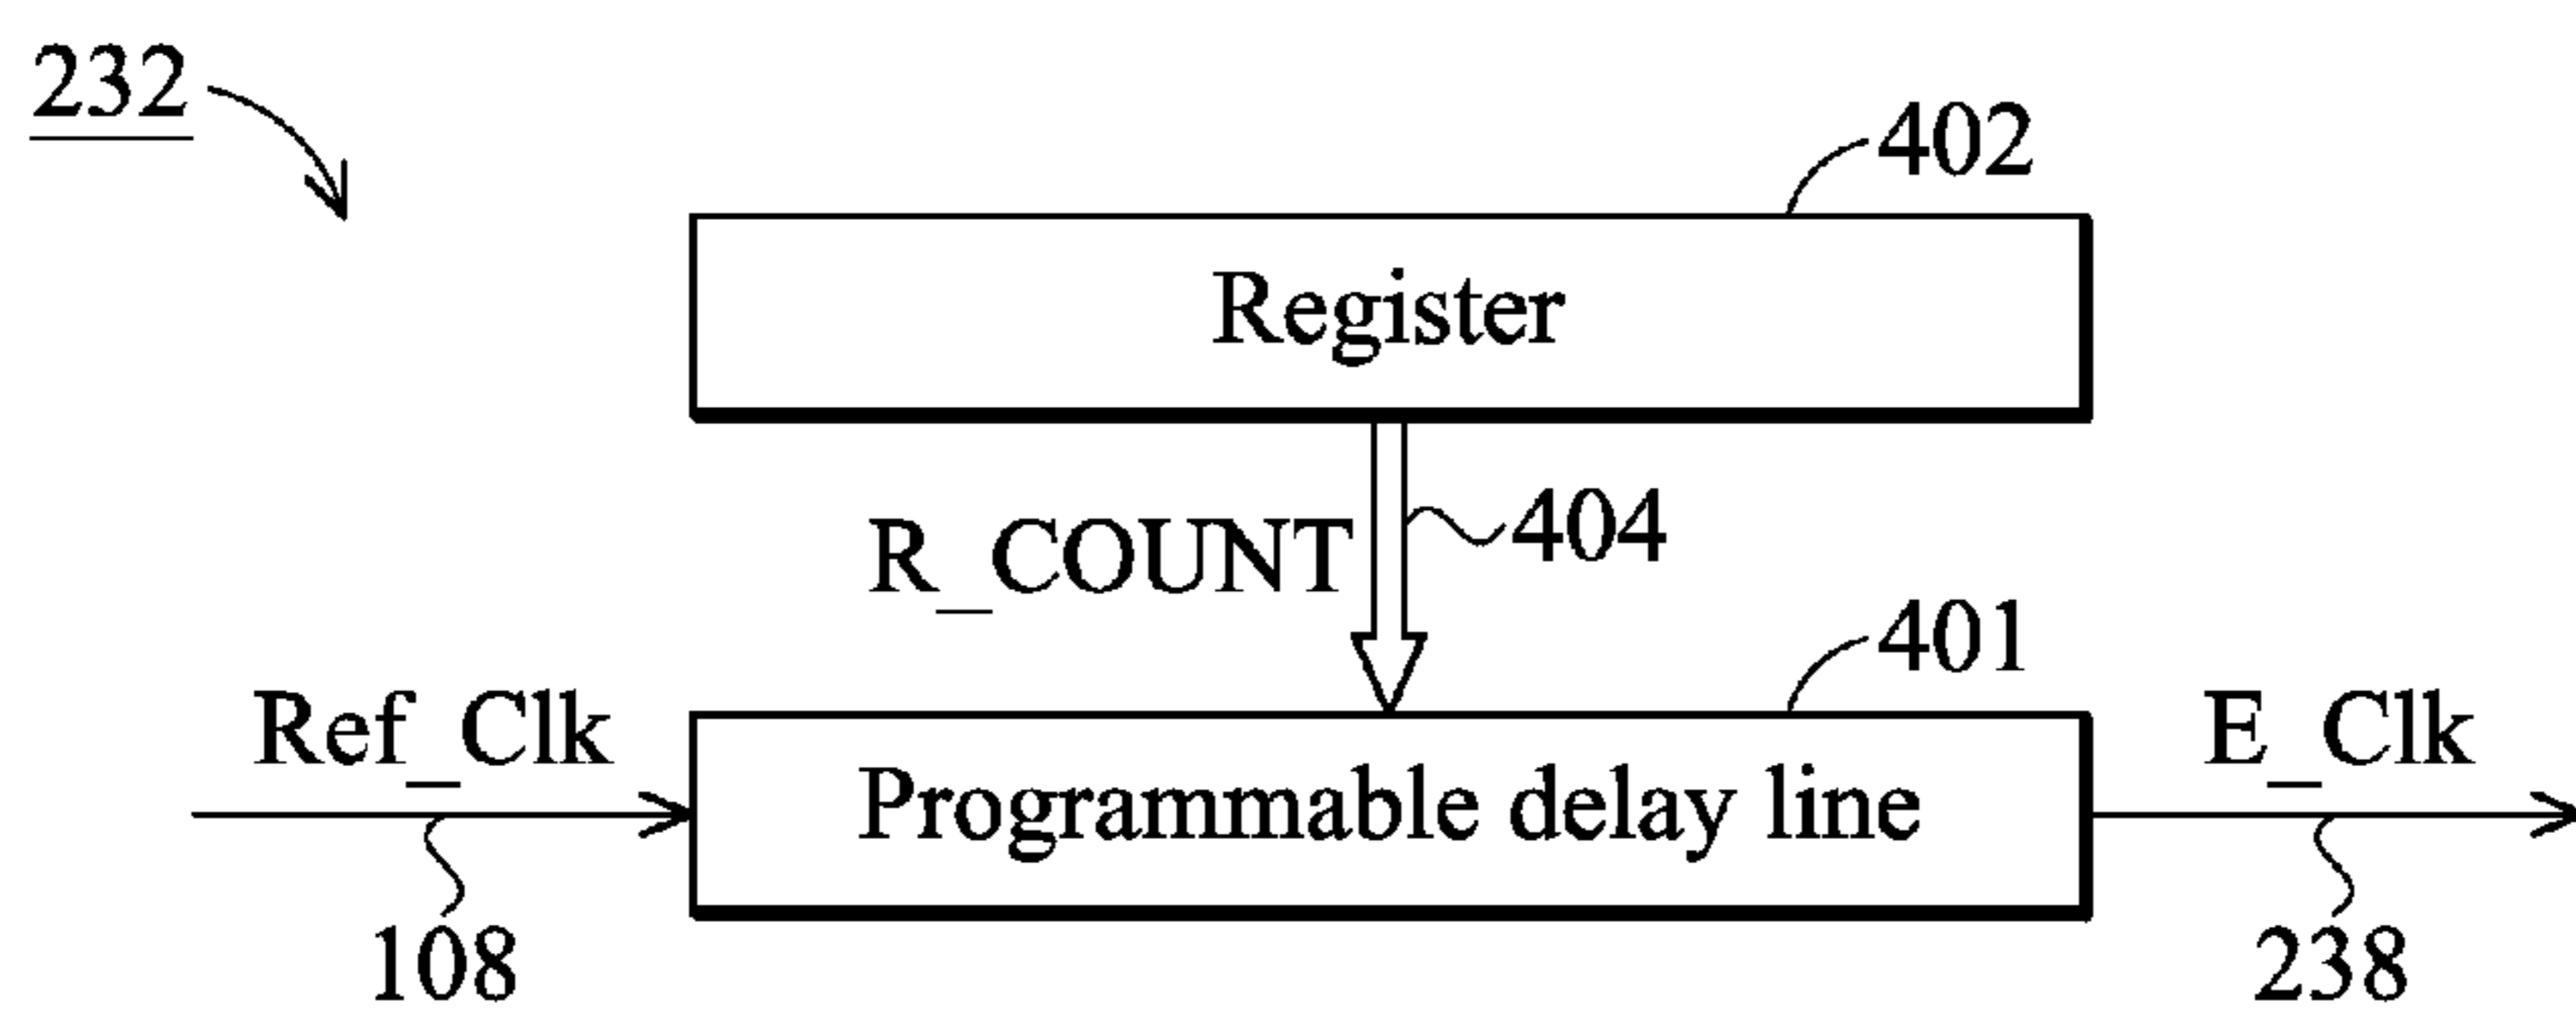 232
402
Register
R_COUNT
404
401
Ref_Clk
Programmable delay line
E_Clk
108
238